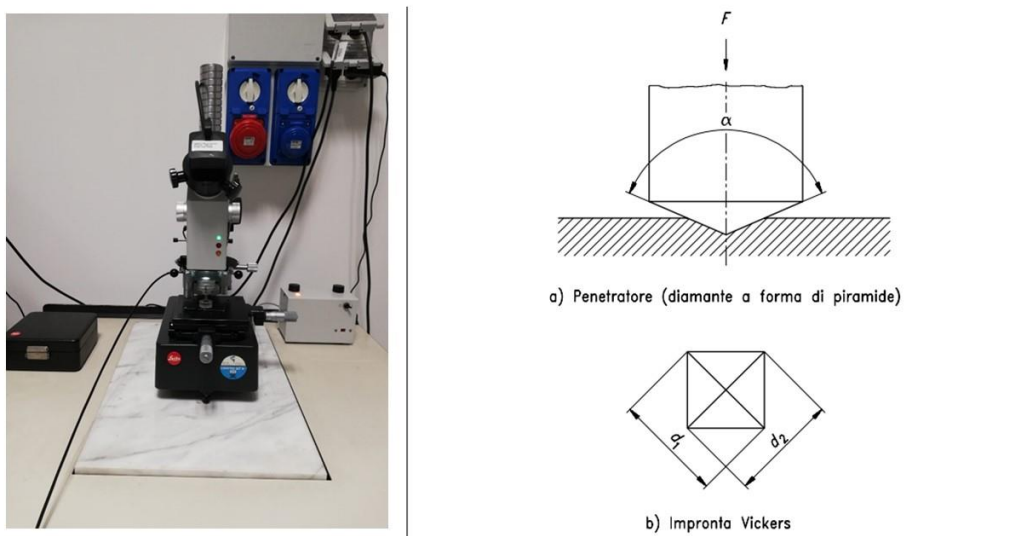 F
α
a) Penetratore (diamante a forma di piramide)
d₁
d₂
b) Impronta Vickers